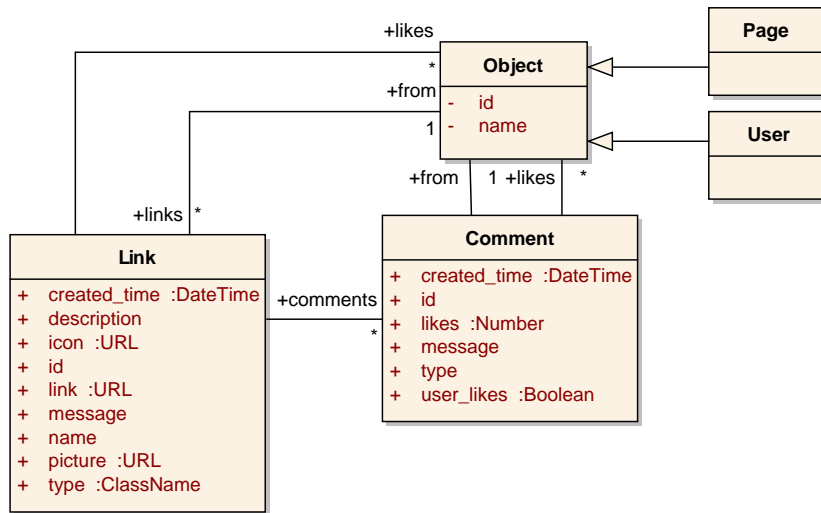 +likes
*
+from
1
Object
- id
- name
Page
User
+from
1
+likes
*
+links
*
Link
+ created_time :DateTime
+ description
+ icon :URL
+ id
+ link :URL
+ message
+ name
+ picture :URL
+ type :ClassName
+comments
*
Comment
+ created_time :DateTime
+ id
+ likes :Number
+ message
+ type
+ user_likes :Boolean